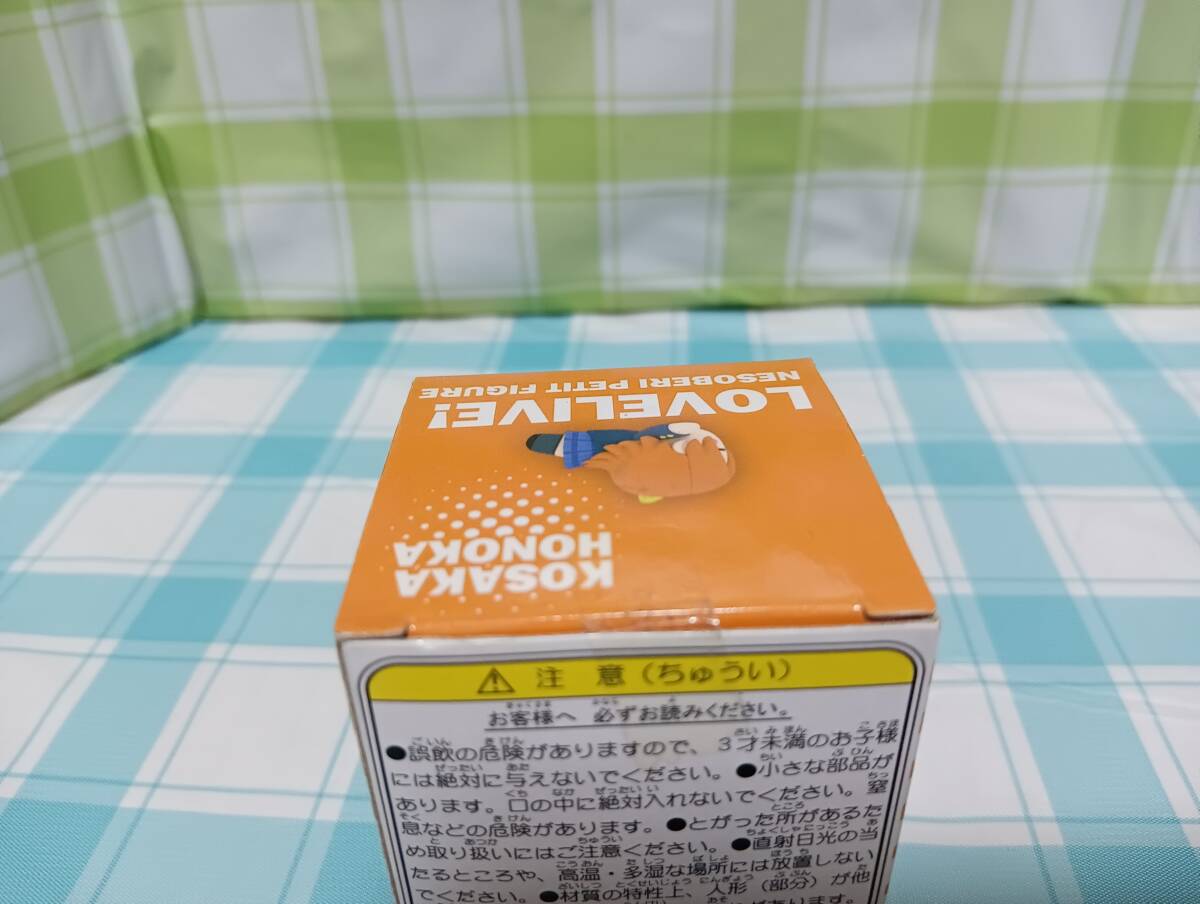 LOVELIVE!
NESOBERI PETIT FIGURE
KOSAKA
HONOKA
注意(ちゅうい)
お客様へ 必ずお読みください。
●誤飲の危険がありますので、3才未満のお子様
には絶対に与えないでください。●小さな部品が
あります。口の中に絶対入れないでください。窒
息などの危険があります。●とがった所があるた
め取り扱いにはご注意ください。●直射日光の当
たるところや、高温・多湿な場所には放置しない
でください。●材質の特性上、人形(部分)が他